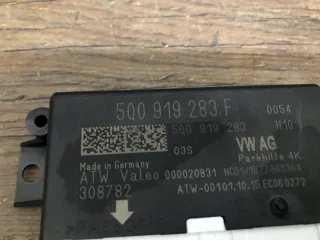 5Q0 919 283.F
0054
5Q0 919 283
H10
03S
VW AG
Made in Germany
Parkhilfe 4K
ATW Valeo 000020831
308782
ATW-00101.10.15 EC080272